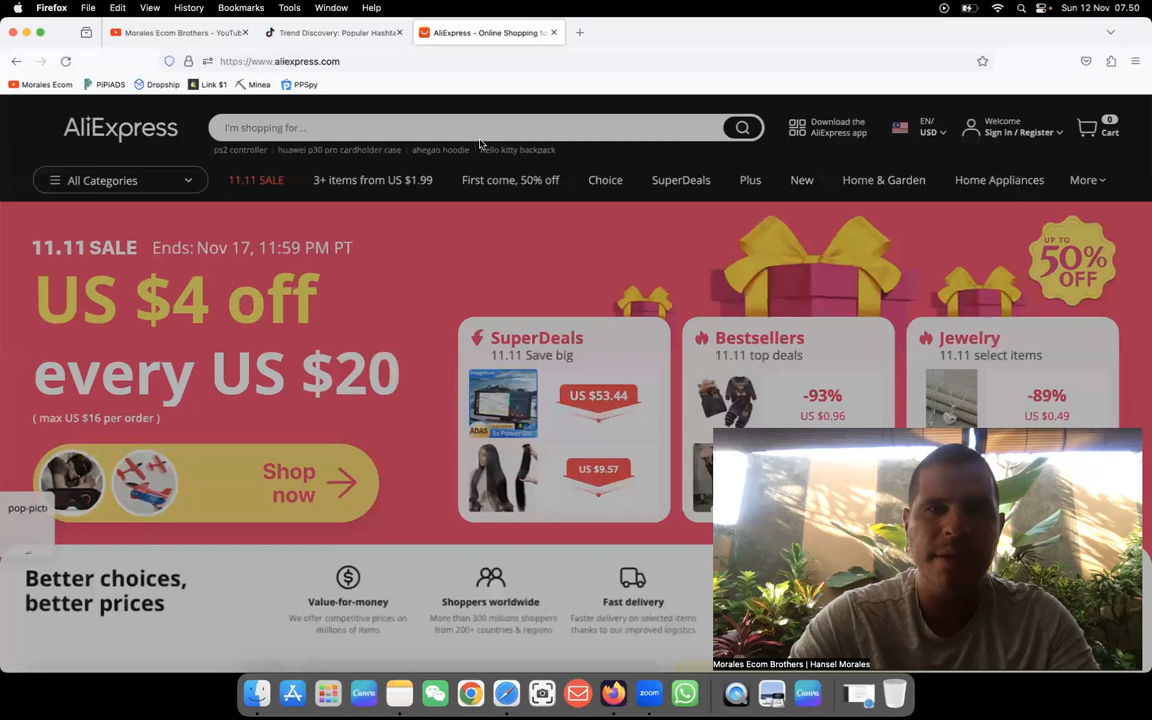 Firefox File Edit View History Bookmarks Tools Window Help Sun 12 Nov 07.50
Morales Ecom Brothers - YouTub Trend Discovery: Popular Hashta AliExpress - Online Shopping fo
https://www.aliexpress.com
Morales Ecom PiPiADS Dropship Link $1 Minea PPSpy
AliExpress I'm shopping for... Download the AliExpress app EN/ USD Welcome Sign in / Register 0 Cart
ps2 controller huawei p30 pro cardholder case ahegao hoodie hello kitty backpack
All Categories 11.11 SALE 3+ items from US $1.99 First come, 50% off Choice SuperDeals Plus New Home & Garden Home Appliances More
11.11 SALE Ends: Nov 17, 11:59 PM PT
US $4 off
every US $20
( max US $16 per order )
Shop
now
UP TO
50%
OFF
SuperDeals
11.11 Save big
US $53.44
US $9.57
Bestsellers
11.11 top deals
-93%
US $0.96
Jewelry
11.11 select items
-89%
US $0.49
pop-pictu
Better choices,
better prices
Value-for-money
We offer competitive prices on
millions of items
Shoppers worldwide
More than 300 millions shoppers
from 200+ countries & regions
Fast delivery
Faster delivery on selected items
thanks to our improved logistics
Morales Ecom Brothers | Hansel Morales
Canva zoom Canva